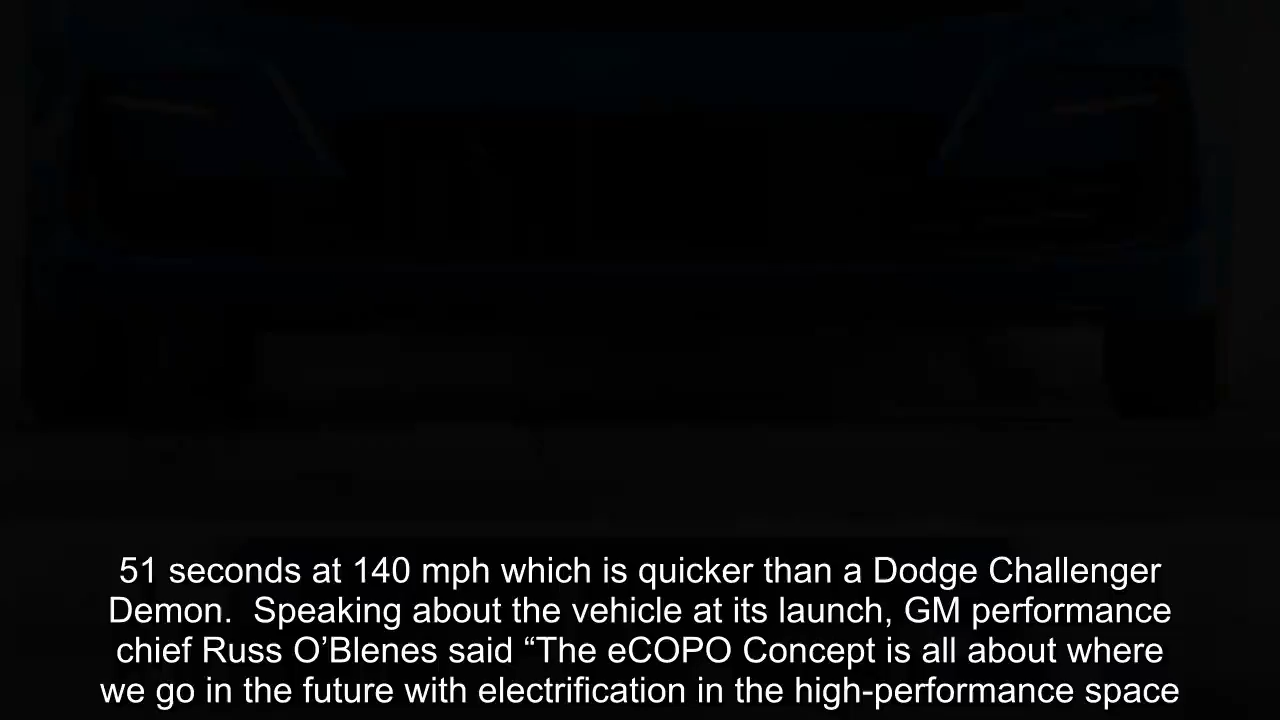 51 seconds at 140 mph which is quicker than a Dodge Challenger
Demon.  Speaking about the vehicle at its launch, GM performance
chief Russ O’Blenes said “The eCOPO Concept is all about where
we go in the future with electrification in the high-performance space